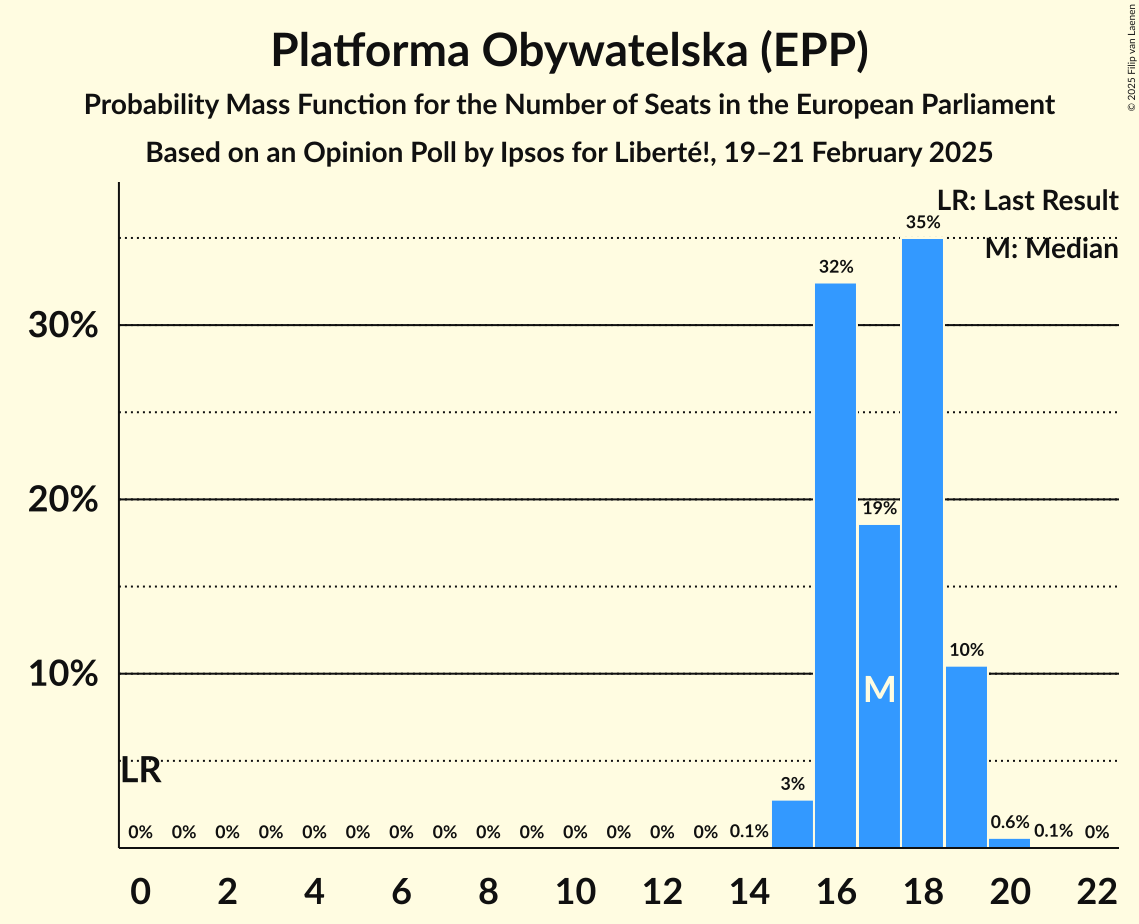 Platforma Obywatelska (EPP)
Probability Mass Function for the Number of Seats in the European Parliament
Based on an Opinion Poll by Ipsos for Liberté!, 19–21 February 2025
© 2025 Filip van Laenen
LR: Last Result
M: Median
30%
20%
10%
LR
M
0% 0% 0% 0% 0% 0% 0% 0% 0% 0% 0% 0% 0% 0% 0.1% 3% 32% 19% 35% 10% 0.6% 0.1% 0%
0 2 4 6 8 10 12 14 16 18 20 22